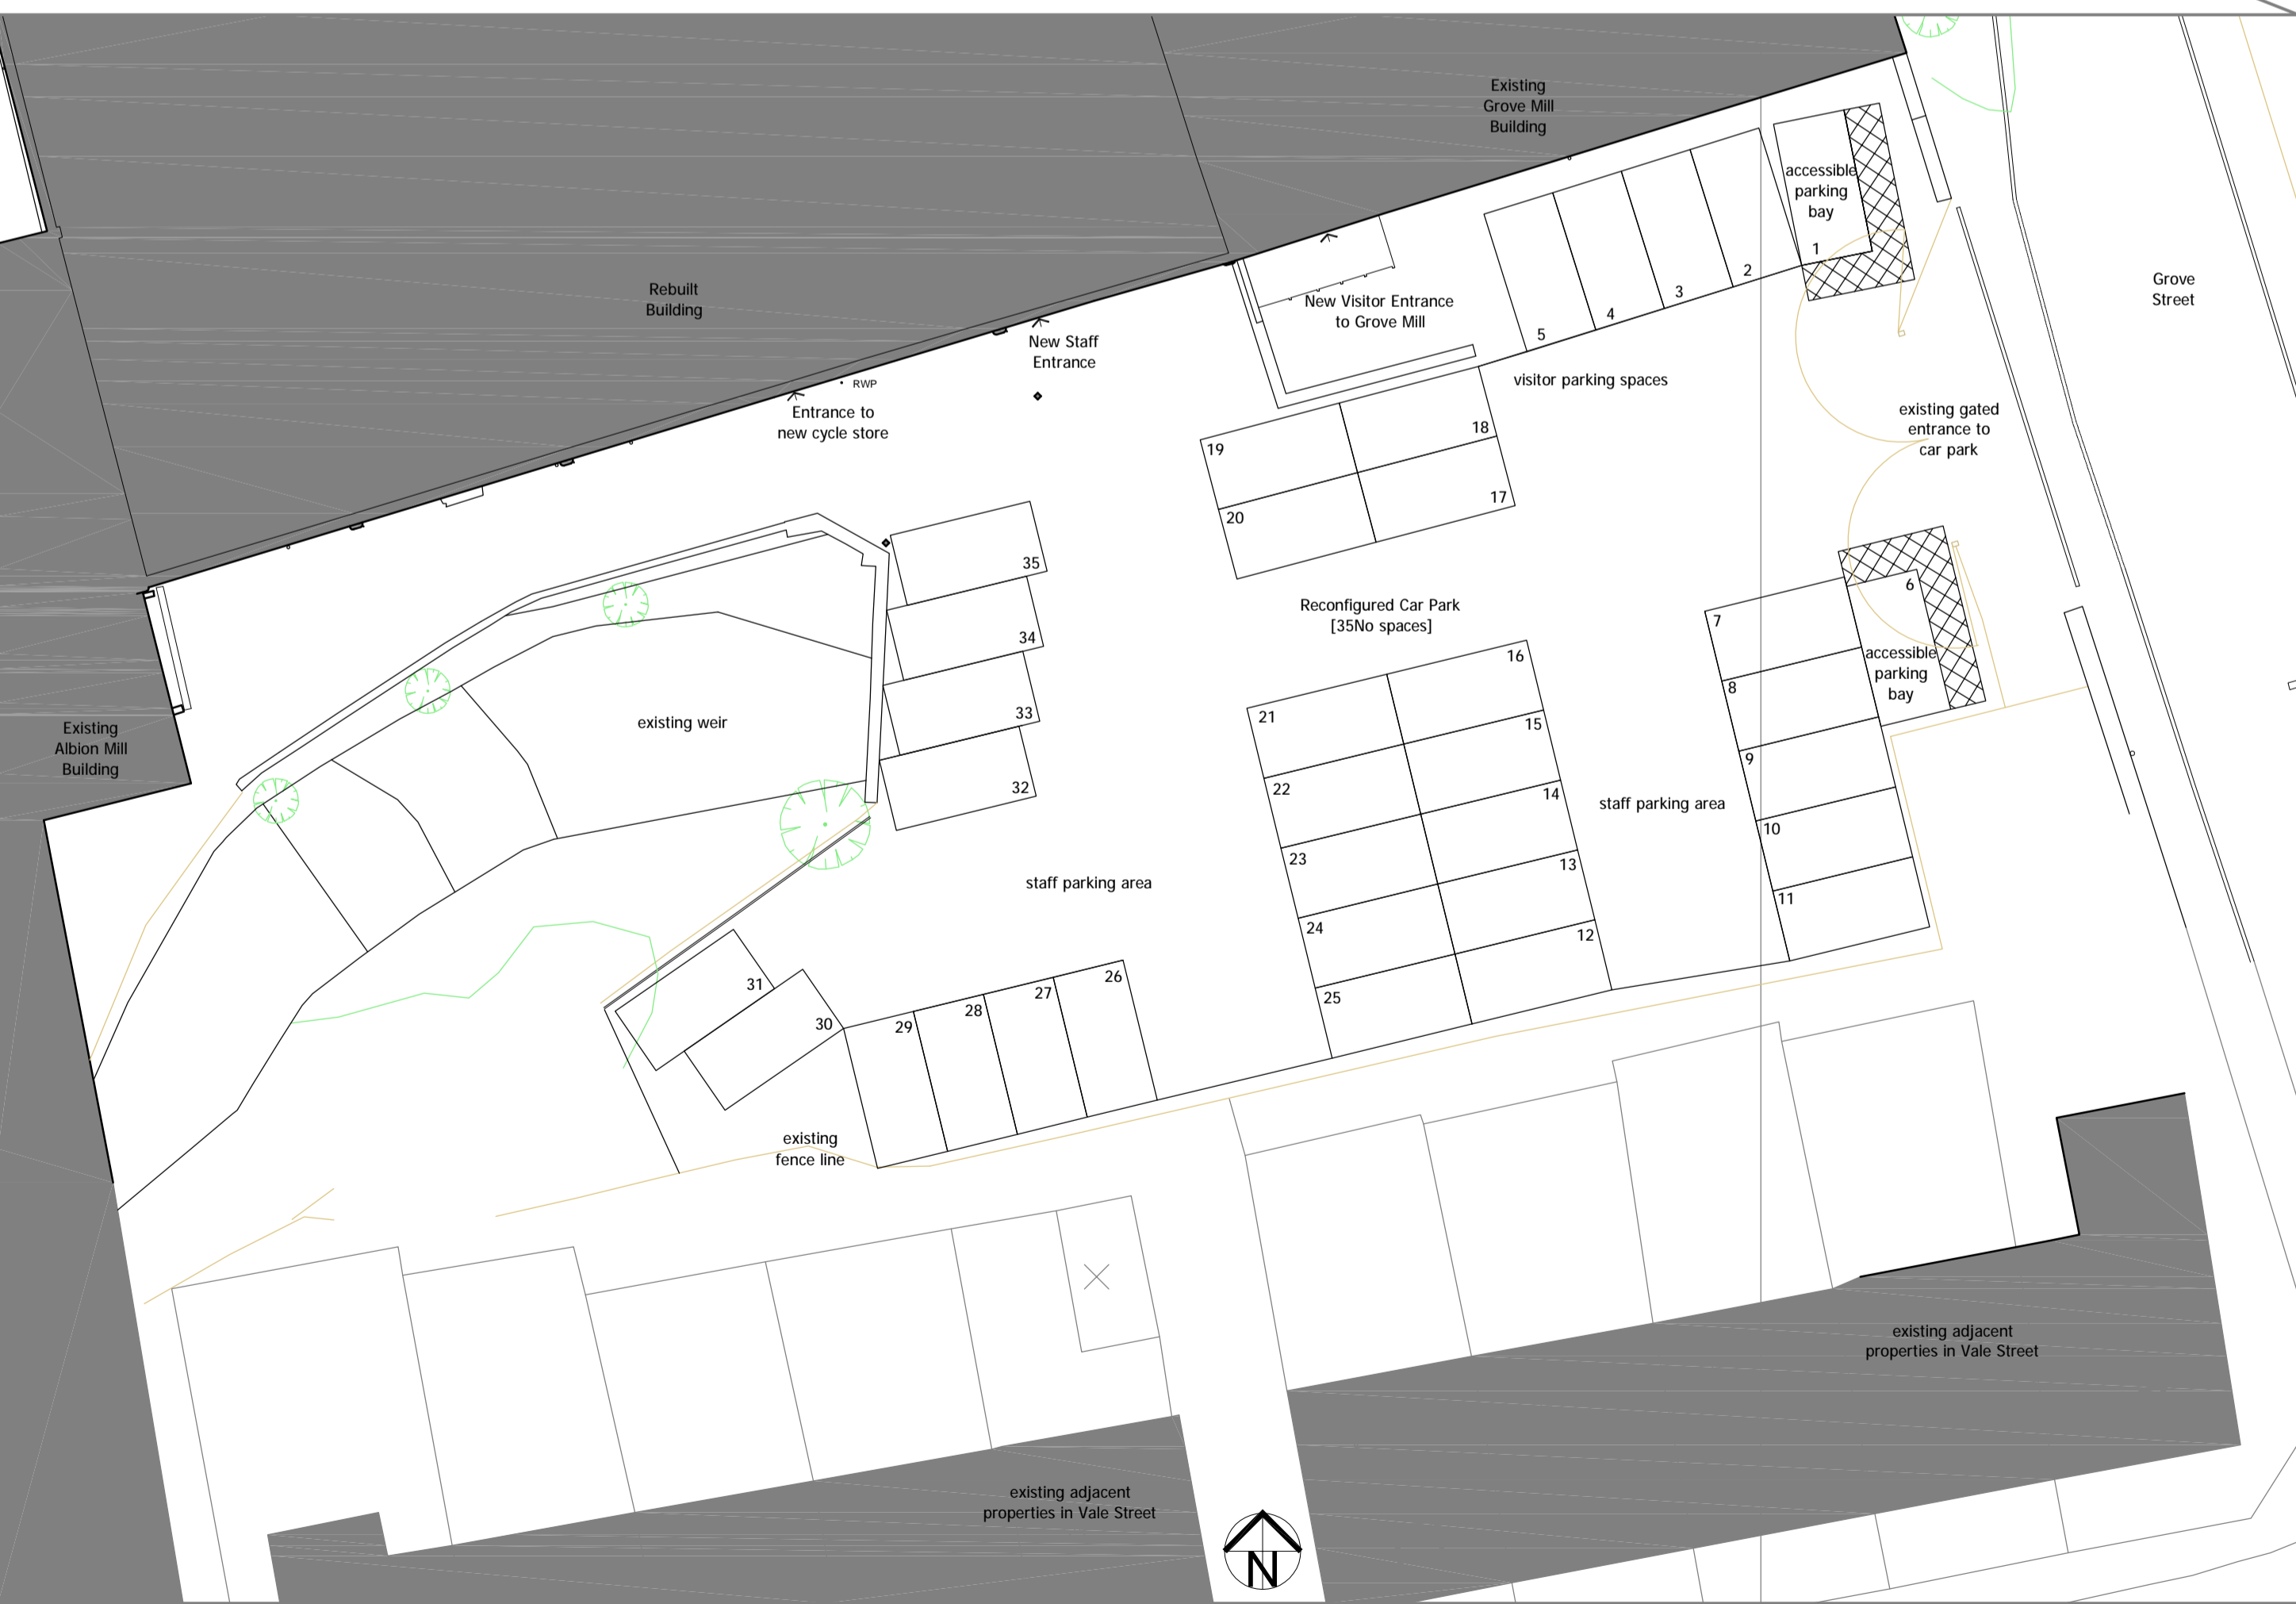 Existing
Grove Mill
Building
accessible
parking
bay
1
2
3
4
5
Grove
Street
Rebuilt
Building
New Visitor Entrance
to Grove Mill
New Staff
Entrance
RWP
Entrance to
new cycle store
visitor parking spaces
existing gated
entrance to
car park
18
19
17
20
35
34
33
32
Reconfigured Car Park
[35No spaces]
6
7
accessible
parking
bay
8
9
10
11
16
15
14
13
12
21
22
23
24
25
existing weir
Existing
Albion Mill
Building
staff parking area
staff parking area
26
27
28
29
30
31
existing
fence line
existing adjacent
properties in Vale Street
existing adjacent
properties in Vale Street
N